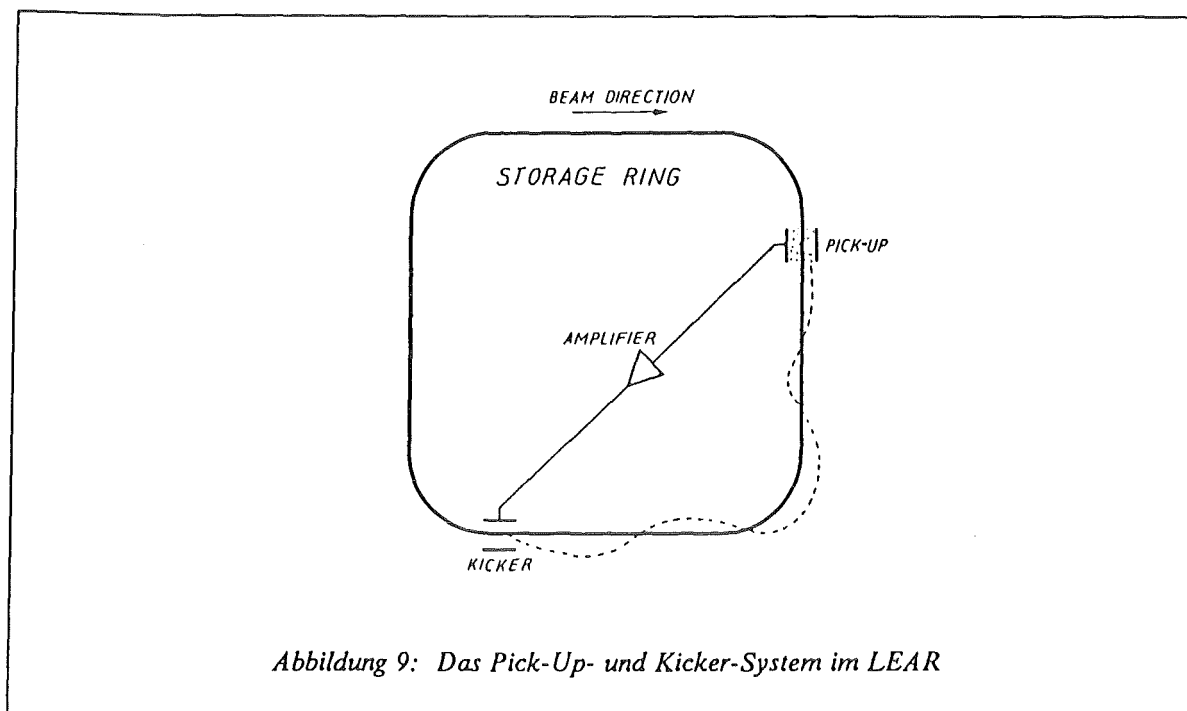 BEAM DIRECTION
STORAGE RING
PICK-UP
AMPLIFIER
KICKER
Abbildung 9: Das Pick-Up- und Kicker-System im LEAR